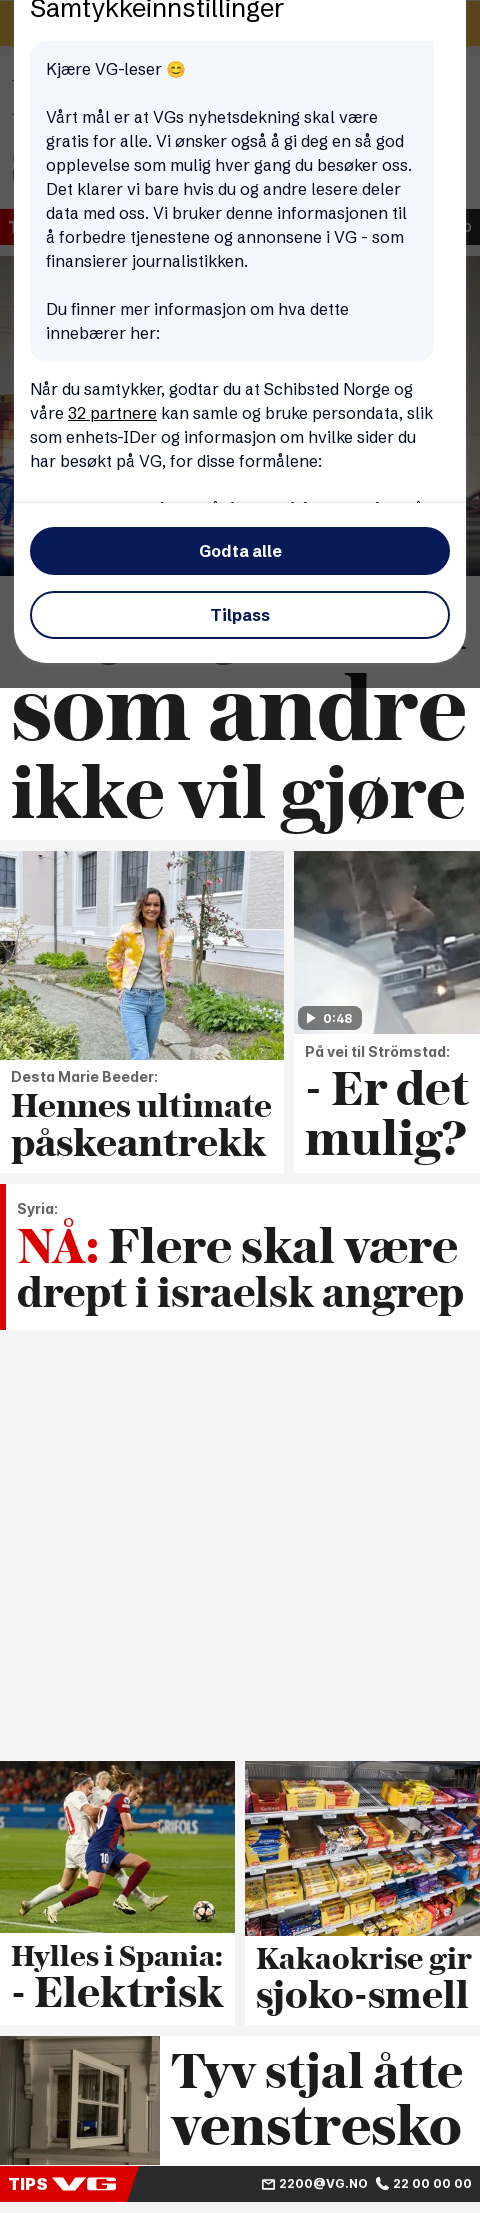 Samtykkeinnstillinger
Kjære VG-leser 😊
Vårt mål er at VGs nyhetsdekning skal være
gratis for alle. Vi ønsker også å gi deg en så god
opplevelse som mulig hver gang du besøker oss.
Det klarer vi bare hvis du og andre lesere deler
data med oss. Vi bruker denne informasjonen til
å forbedre tjenestene og annonsene i VG - som
finansierer journalistikken.
Du finner mer informasjon om hva dette
innebærer her:
Når du samtykker, godtar du at Schibsted Norge og
våre 32 partnere kan samle og bruke persondata, slik
som enhets-IDer og informasjon om hvilke sider du
har besøkt på VG, for disse formålene:
Godta alle
Tilpass
som andre
ikke vil gjøre
0:48
Desta Marie Beeder:
Hennes ultimate
påskeantrekk
På vei til Strömstad:
- Er det
mulig?
Syria:
NÅ: Flere skal være
drept i israelsk angrep
GRIFOLS
10
Hylles i Spania:
- Elektrisk
Kakaokrise gir
sjoko-smell
Tyv stjal åtte
venstresko
TIPS VG 2200@VG.NO 22 00 00 00